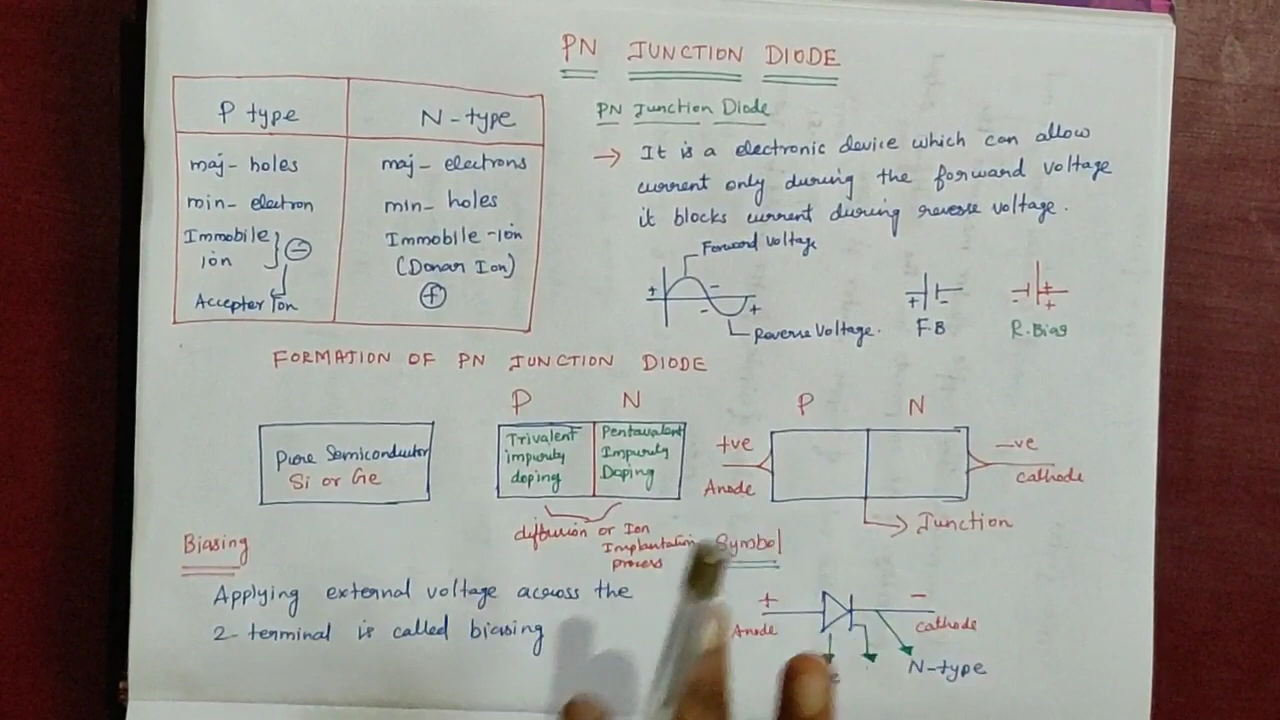 PN JUNCTION DIODE
P type
N-type
maj- holes
maj- electrons
min- electron
min- holes
Immobile ion
⊖
Accepter Ion
Immobile -ion
(Donar Ion)
⊕
PN Junction Diode
→ It is a electronic device which can allow
current only during the forward voltage
it blocks current during reverse voltage.
Forward Voltage
+ -
- +
Reverse Voltage.
+ -
F.B
- +
+
R.Bias
FORMATION OF PN JUNCTION DIODE
Pure Semiconductor
Si or Ge
P N
Trivalent
impurity
doping
Pentavalent
Impurity
Doping
diffusion or Ion
Implantation
process
P N
+ve
Anode
-ve
cathode
Junction
Biasing
Applying external voltage across the
2-terminal is called biasing
Symbol
+ -
Anode
cathode
N-type